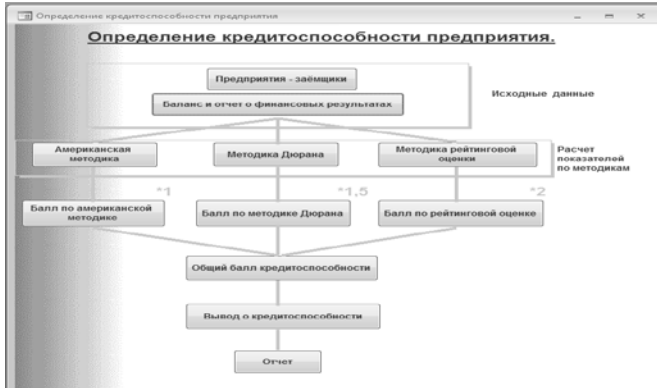 Определение кредитоспособности предприятия
Определение кредитоспособности предприятия.
Предприятия - заёмщики
Баланс и отчет о финансовых результатах
Исходные данные
Американская
методика
Методика Дюрана
Методика рейтинговой
оценки
Расчет
показателей
по методикам
*1
*1,5
*2
Балл по американской
методике
Балл по методике Дюрана
Балл по рейтинговой оценке
Общий балл кредитоспособности
Вывод о кредитоспособности
Отчет